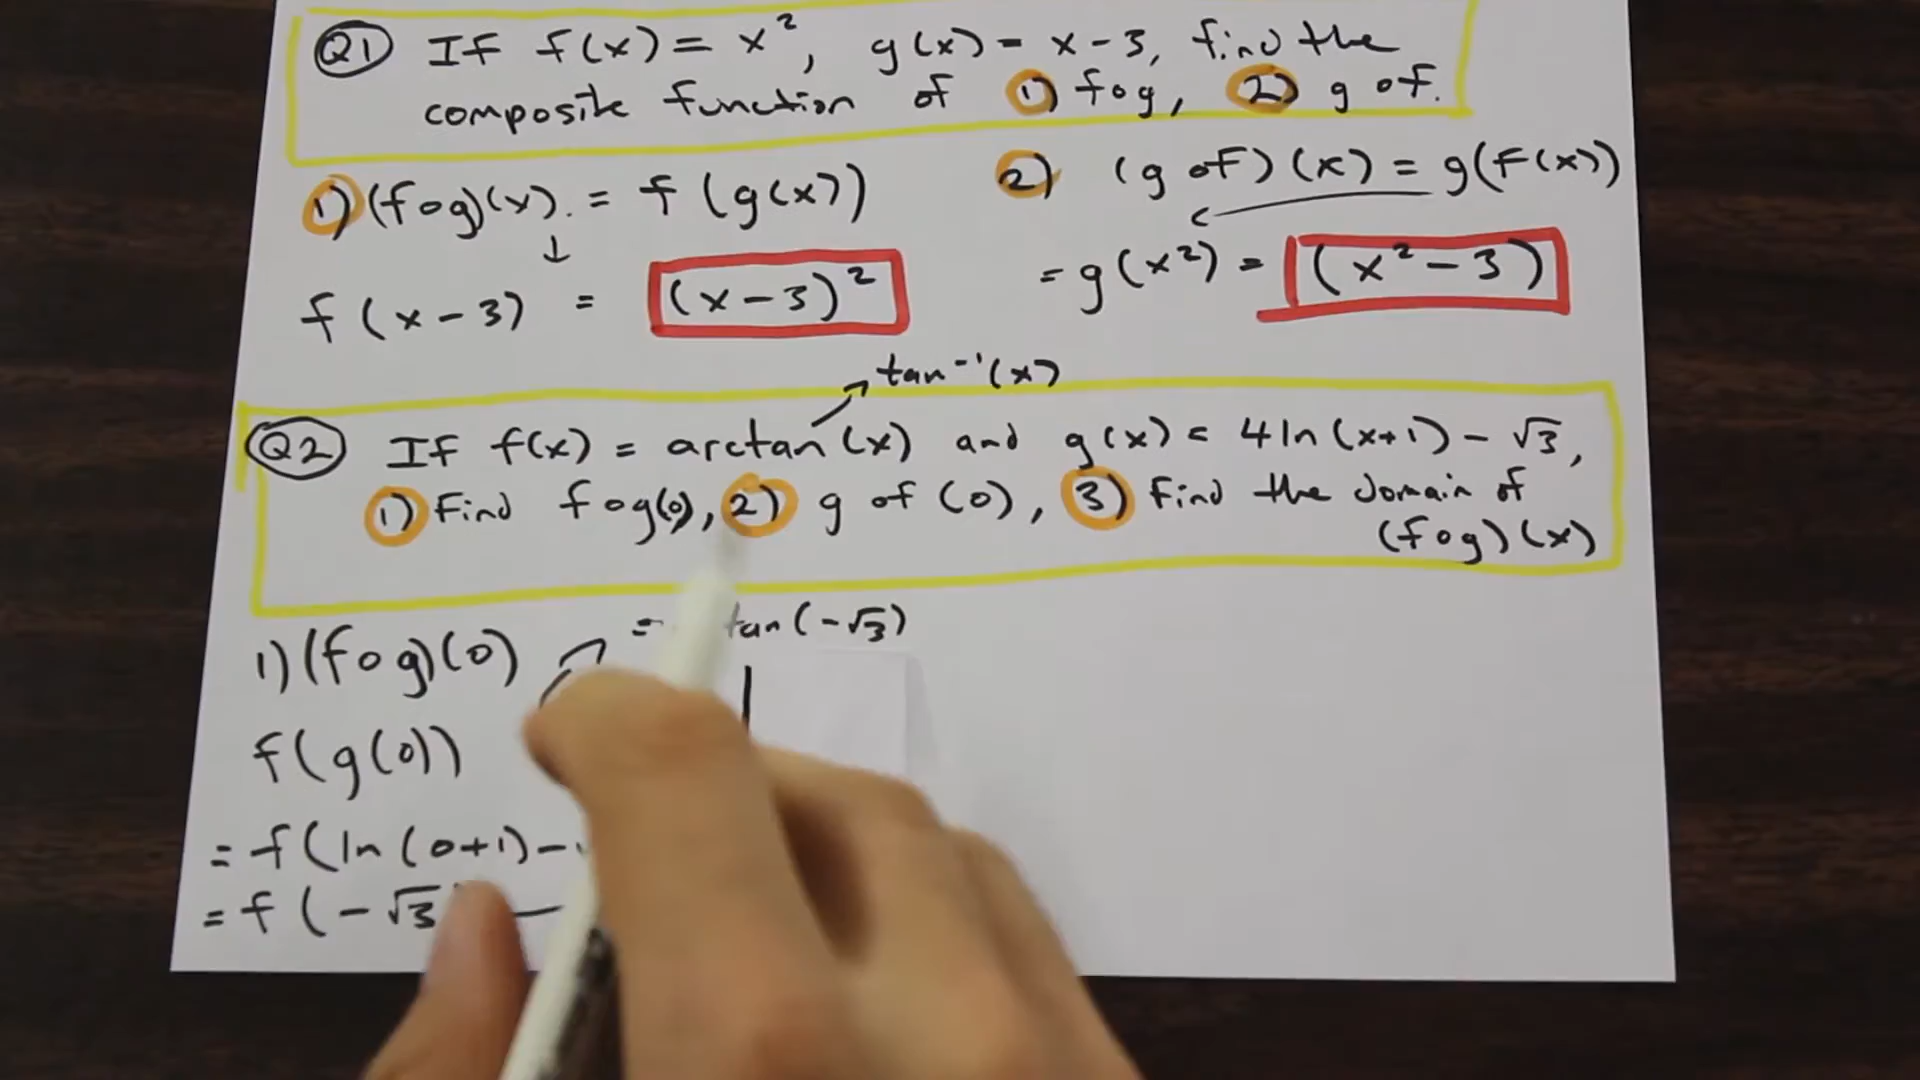 Q1 If f(x) = x², g(x) = x-3, find the
composite function of 1) fog, 2) g of.
1) (fog)(x). = f(g(x))
↓
f(x-3) = (x-3)²
2) (g of)(x) = g(f(x))
= g(x²) = (x²-3)
tan⁻¹(x)
Q2 If f(x) = arctan(x) and g(x) = 4ln(x+1) - √3,
1) Find fog(0), 2) g of (0), 3) Find the domain of
(fog)(x)
1) (fog)(0)
f(g(0))
= f(ln(0+1)-
= f(-√3
= tan(-√3)